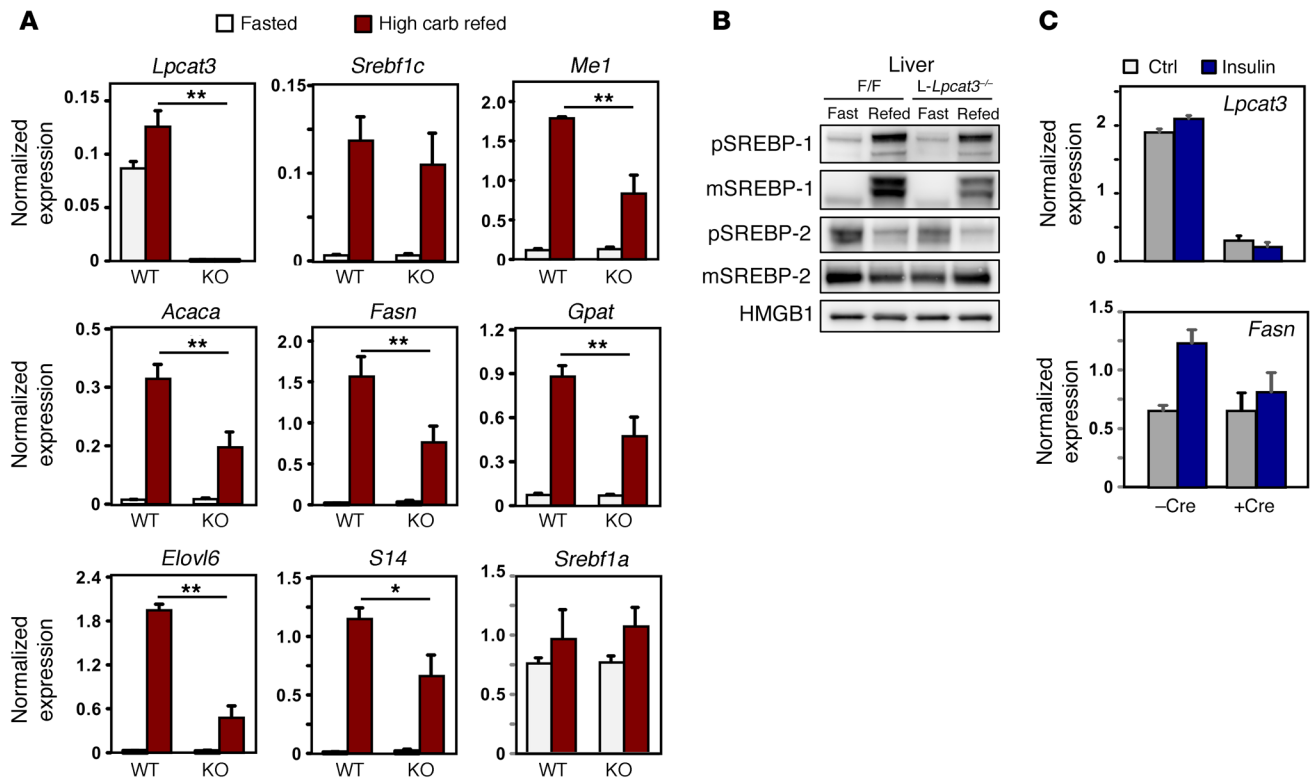 A
Fasted
High carb refed
Lpcat3
Normalized
expression
0.15
0.1
0.05
0
WT
KO
**
Srebf1c
0.15
0.1
0
WT
KO
Me1
2.0
1.5
1.0
0.5
0
WT
KO
**
Acaca
Normalized
expression
0.5
0.3
0.2
0
WT
KO
**
Fasn
2.0
1.5
1.0
0.5
0
WT
KO
**
Gpat
1.2
0.9
0.6
0.3
0
WT
KO
**
Elovl6
Normalized
expression
2.4
1.8
1.2
0.6
0
WT
KO
**
S14
1.5
1.0
0.5
0
WT
KO
*
Srebf1a
1.5
1.0
0.5
0
WT
KO
B
Liver
F/F
L-Lpcat3–/–
Fast Refed Fast Refed
pSREBP-1
mSREBP-1
pSREBP-2
mSREBP-2
HMGB1
C
Ctrl
Insulin
Lpcat3
Normalized
expression
2
1
0
Fasn
Normalized
expression
1.5
1.0
0.5
0
–Cre
+Cre